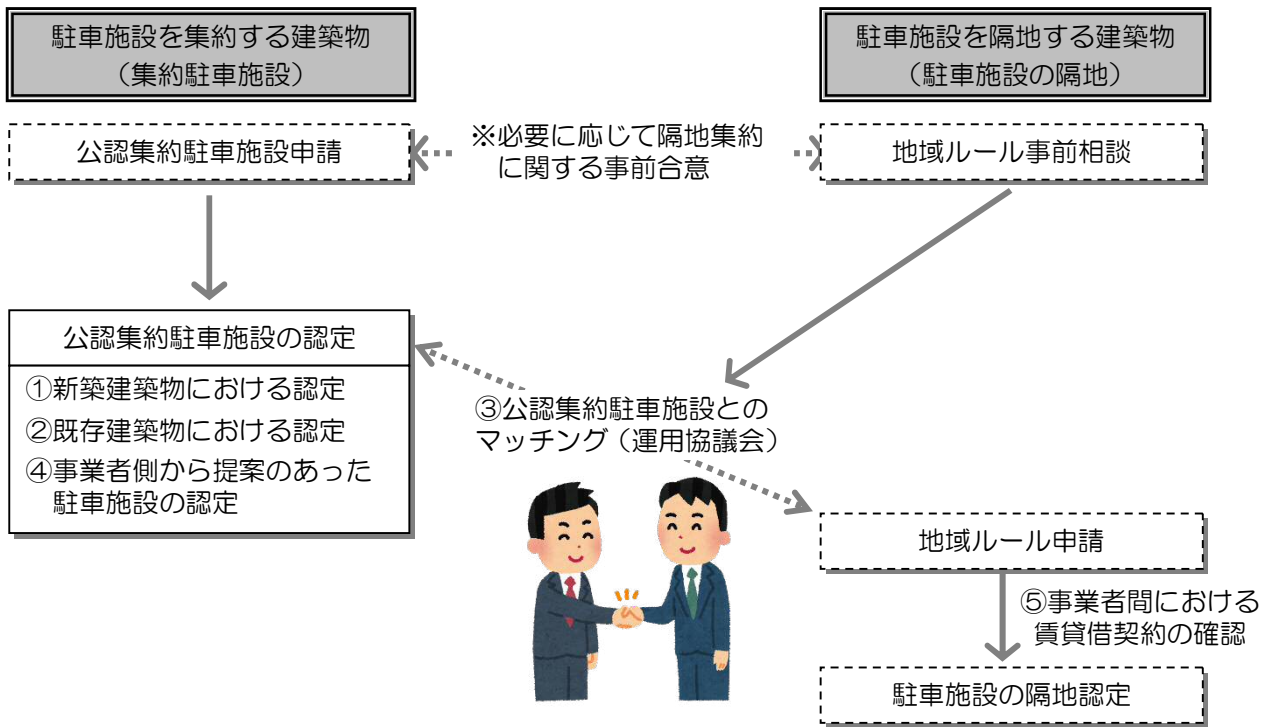 駐車施設を集約する建築物
（集約駐車施設）
駐車施設を隔地する建築物
（駐車施設の隔地）
公認集約駐車施設申請
※必要に応じて隔地集約
に関する事前合意
地域ルール事前相談
公認集約駐車施設の認定
①新築建築物における認定
②既存建築物における認定
④事業者側から提案のあった
駐車施設の認定
③公認集約駐車施設との
マッチング（運用協議会）
地域ルール申請
⑤事業者間における
賃貸借契約の確認
駐車施設の隔地認定